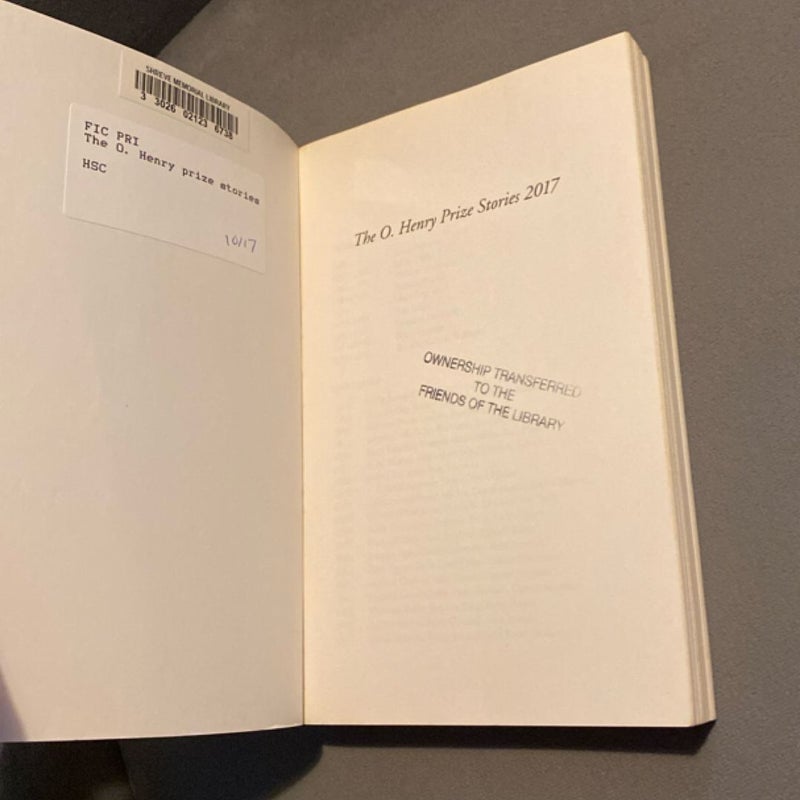 SHREVE MEMORIAL LIBRARY
3 3026 02123 6738
FIC PRI
The O. Henry prize stories
HSC
10/17
The O. Henry Prize Stories 2017
OWNERSHIP TRANSFERRED
TO THE
FRIENDS OF THE LIBRARY